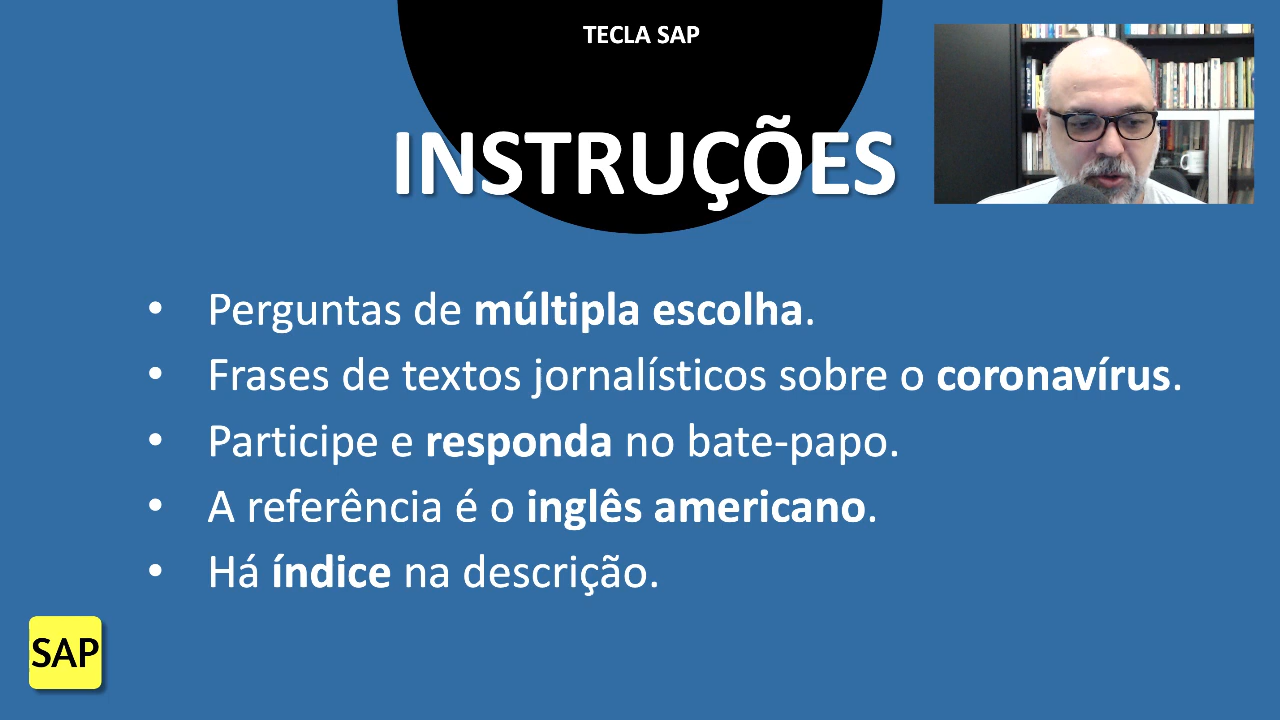 TECLA SAP
INSTRUÇÕES
• Perguntas de múltipla escolha.
• Frases de textos jornalísticos sobre o coronavírus.
• Participe e responda no bate-papo.
• A referência é o inglês americano.
• Há índice na descrição.
SAP